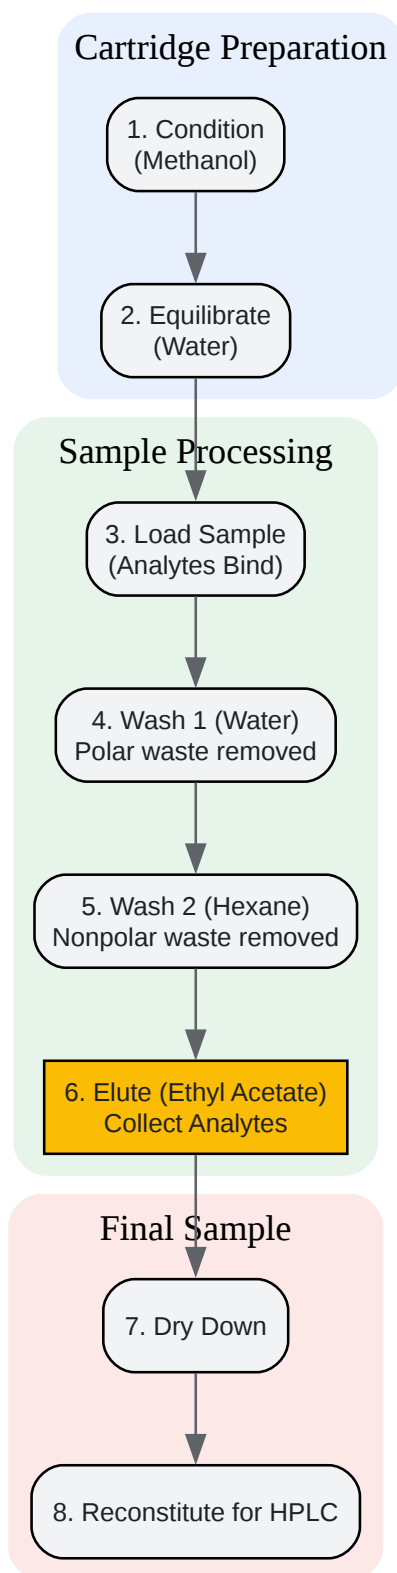 Cartridge Preparation
1. Condition
(Methanol)
2. Equilibrate
(Water)
Sample Processing
3. Load Sample
(Analytes Bind)
4. Wash 1 (Water)
Polar waste removed
5. Wash 2 (Hexane)
Nonpolar waste removed
6. Elute (Ethyl Acetate)
Collect Analytes
Final Sample
7. Dry Down
8. Reconstitute for HPLC